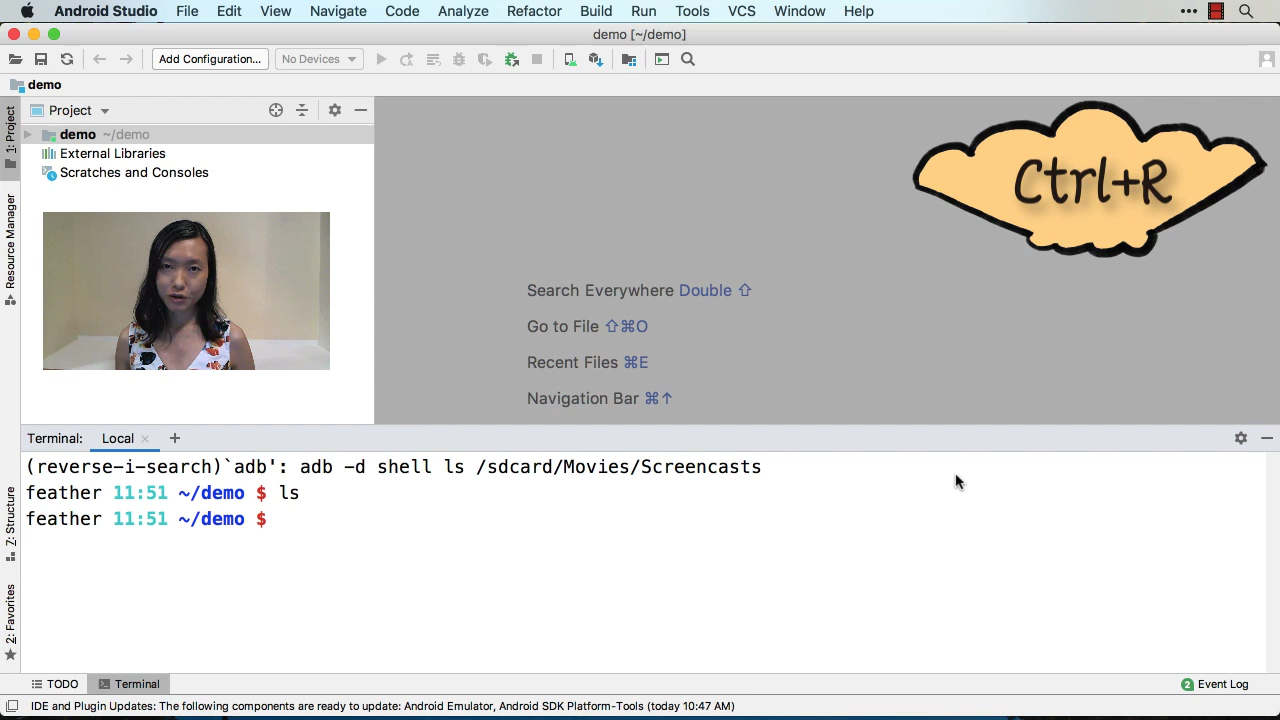 Android Studio File Edit View Navigate Code Analyze Refactor Build Run Tools VCS Window Help
demo [~/demo]
Add Configuration... No Devices
demo
Project
demo ~/demo
External Libraries
Scratches and Consoles
1: Project
Resource Manager
Z: Structure
2: Favorites
Ctrl+R
Search Everywhere Double ⇧
Go to File ⇧⌘O
Recent Files ⌘E
Navigation Bar ⌘↑
Terminal: Local × +
(reverse-i-search)`adb': adb -d shell ls /sdcard/Movies/Screencasts
feather 11:51 ~/demo $ ls
feather 11:51 ~/demo $
TODO Terminal 2 Event Log
IDE and Plugin Updates: The following components are ready to update: Android Emulator, Android SDK Platform-Tools (today 10:47 AM)